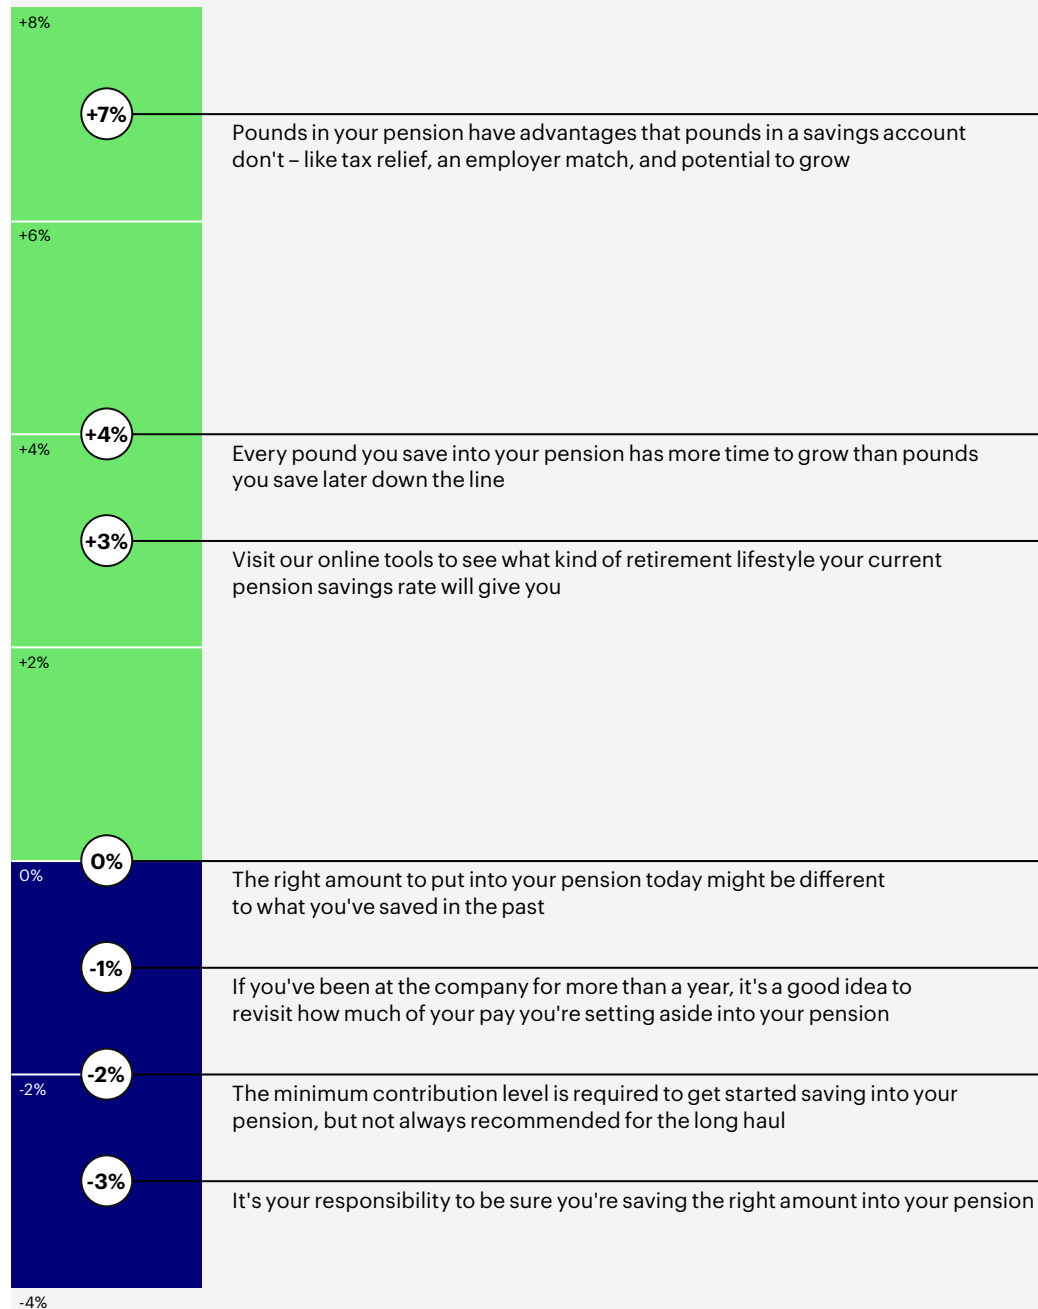 +8%
+7%
Pounds in your pension have advantages that pounds in a savings account
don't – like tax relief, an employer match, and potential to grow
+6%
+4%
+4%
Every pound you save into your pension has more time to grow than pounds
you save later down the line
+3%
Visit our online tools to see what kind of retirement lifestyle your current
pension savings rate will give you
+2%
0%
0%
The right amount to put into your pension today might be different
to what you've saved in the past
-1%
If you've been at the company for more than a year, it's a good idea to
revisit how much of your pay you're setting aside into your pension
-2%
-2%
The minimum contribution level is required to get started saving into your
pension, but not always recommended for the long haul
-3%
It's your responsibility to be sure you're saving the right amount into your pension
-4%